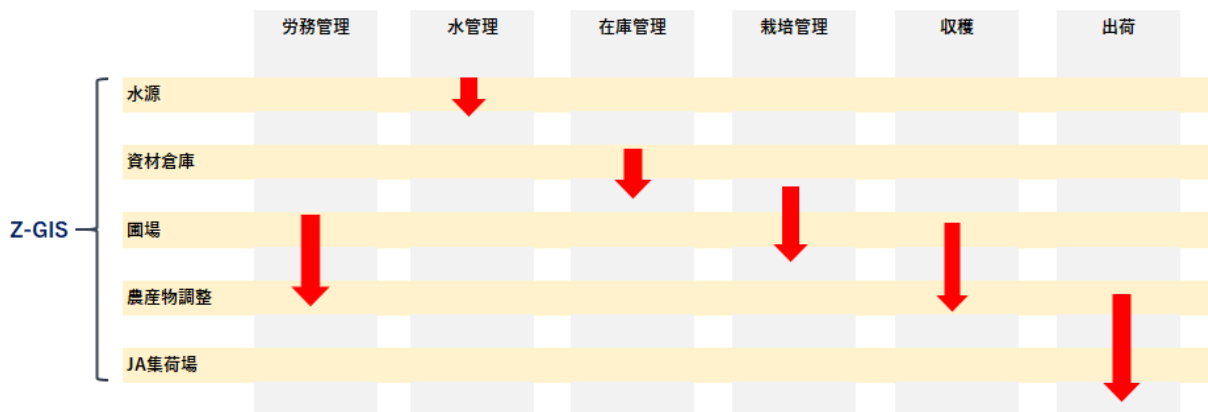 労務管理
水管理
在庫管理
栽培管理
収穫
出荷
水源
資材倉庫
Z-GIS
圃場
農産物調整
JA集荷場